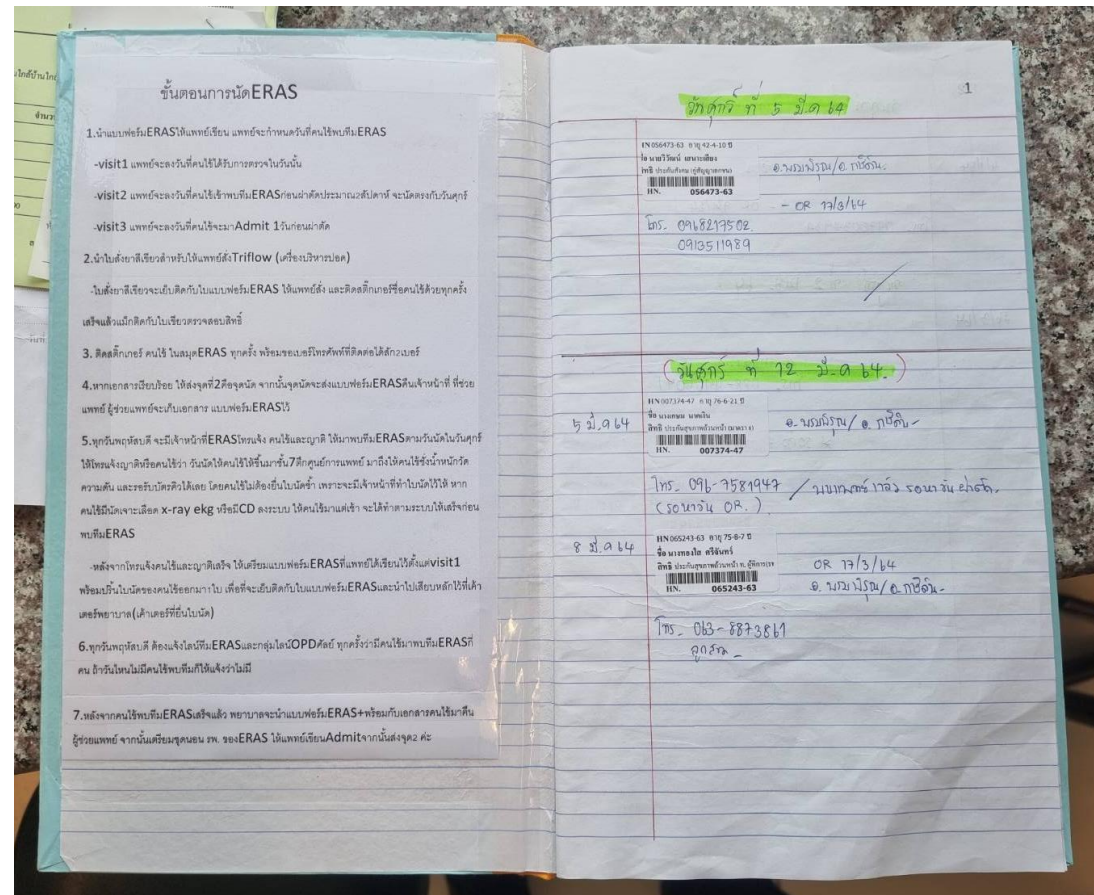 ขั้นตอนการนัดERAS
1.นำแบบฟอร์มERASให้แพทย์เขียน แพทย์จะกำหนดวันที่คนไข้พบทีมERAS
-visit1 แพทย์จะลงวันที่คนไข้ได้รับการตรวจในวันนั้น
-visit2 แพทย์จะลงวันที่คนไข้เข้าพบทีมERASก่อนผ่าตัดประมาณ2สัปดาห์ จะนัดตรงกับวันศุกร์
-visit3 แพทย์จะลงวันที่คนไข้จะมาAdmit 1วันก่อนผ่าตัด
2.นำใบสั่งยาสีเขียวสำหรับให้แพทย์สั่งTriflow (เครื่องบริหารปอด)
-ใบสั่งยาสีเขียวจะเย็บติดกับใบแบบฟอร์มERAS ให้แพทย์สั่ง และติดสติ๊กเกอร์ชื่อคนไข้ด้วยทุกครั้ง
เสร็จแล้วแม็กติดกับใบเขียวตรวจสอบสิทธิ์
3. ติดสติ๊กเกอร์ คนไข้ ในสมุดERAS ทุกครั้ง พร้อมขอเบอร์โทรศัพท์ที่ติดต่อได้สัก2เบอร์
4.หากเอกสารเรียบร้อย ให้ส่งจุดที่2คือจุดนัด จากนั้นจุดนัดจะส่งแบบฟอร์มERASคืนเจ้าหน้าที่ ที่ช่วย
แพทย์ ผู้ช่วยแพทย์จะเก็บเอกสาร แบบฟอร์มERASไว้
5.ทุกวันพฤหัสบดี จะมีเจ้าหน้าที่ERASโทรแจ้ง คนไข้และญาติ ให้มาพบทีมERASตามวันนัดในวันศุกร์
ให้โทรแจ้งญาติหรือคนไข้ว่า วันนัดให้คนไข้ให้ขึ้นมาชั้น7ตึกศูนย์การแพทย์ มาถึงให้คนไข้ชั่งน้ำหนักวัด
ความดัน และรอรับบัตรคิวได้เลย โดยคนไข้ไม่ต้องยื่นใบนัดซ้ำ เพราะจะมีเจ้าหน้าที่ทำใบนัดไว้ให้ หาก
คนไข้มีนัดเจาะเลือด x-ray ekg หรือมีCD ลงระบบ ให้คนไข้มาแต่เช้า จะได้ทำตามระบบให้เสร็จก่อน
พบทีมERAS
-หลังจากโทรแจ้งคนไข้และญาติเสร็จ ให้เตรียมแบบฟอร์มERASที่แพทย์ได้เขียนไว้ตั้งแต่visit1
พร้อมปริ้นใบนัดของคนไข้ออกมา1ใบ เพื่อที่จะเย็บติดกับใบแบบฟอร์มERASและนำไปเสียบหลักไว้ที่เค้า
เตอร์พยาบาล(เค้าเตอร์ที่ยื่นใบนัด)
6.ทุกวันพฤหัสบดี ต้องแจ้งไลน์ทีมERASและกลุ่มไลน์OPDศัลย์ ทุกครั้งว่ามีคนไข้มาพบทีมERASกี่
คน ถ้าวันไหนไม่มีคนไข้พบทีมก็ให้แจ้งว่าไม่มี
7.หลังจากคนไข้พบทีมERASเสร็จแล้ว พยาบาลจะนำแบบฟอร์มERAS+พร้อมกับเอกสารคนไข้มาคืน
ผู้ช่วยแพทย์ จากนั้นเตรียมชุดนอน รพ. ของERAS ให้แพทย์เขียนAdmitจากนั้นส่งจุด2 ค่ะ
1
วันศุกร์ ที่ 5 มี.ค 64
HN 056473-63 อายุ 42-4-10 ปี
HN. 056473-63
- OR 17/3/64
โทร. 0968217502
0913511989
(วันศุกร์ ที่ 12 มี.ค 64.)
5 มี.ค 64
HN 007374-47 อายุ 76-6-21 ปี
HN. 007374-47
โทร. 096-7581947
(รอหาวัน OR.)
8 มี.ค 64
HN 065243-63 อายุ 75-8-7 ปี
ชื่อ นางทองใส ศรีจันทร์
HN. 065243-63
OR 17/3/64
โทร. 063-8873861